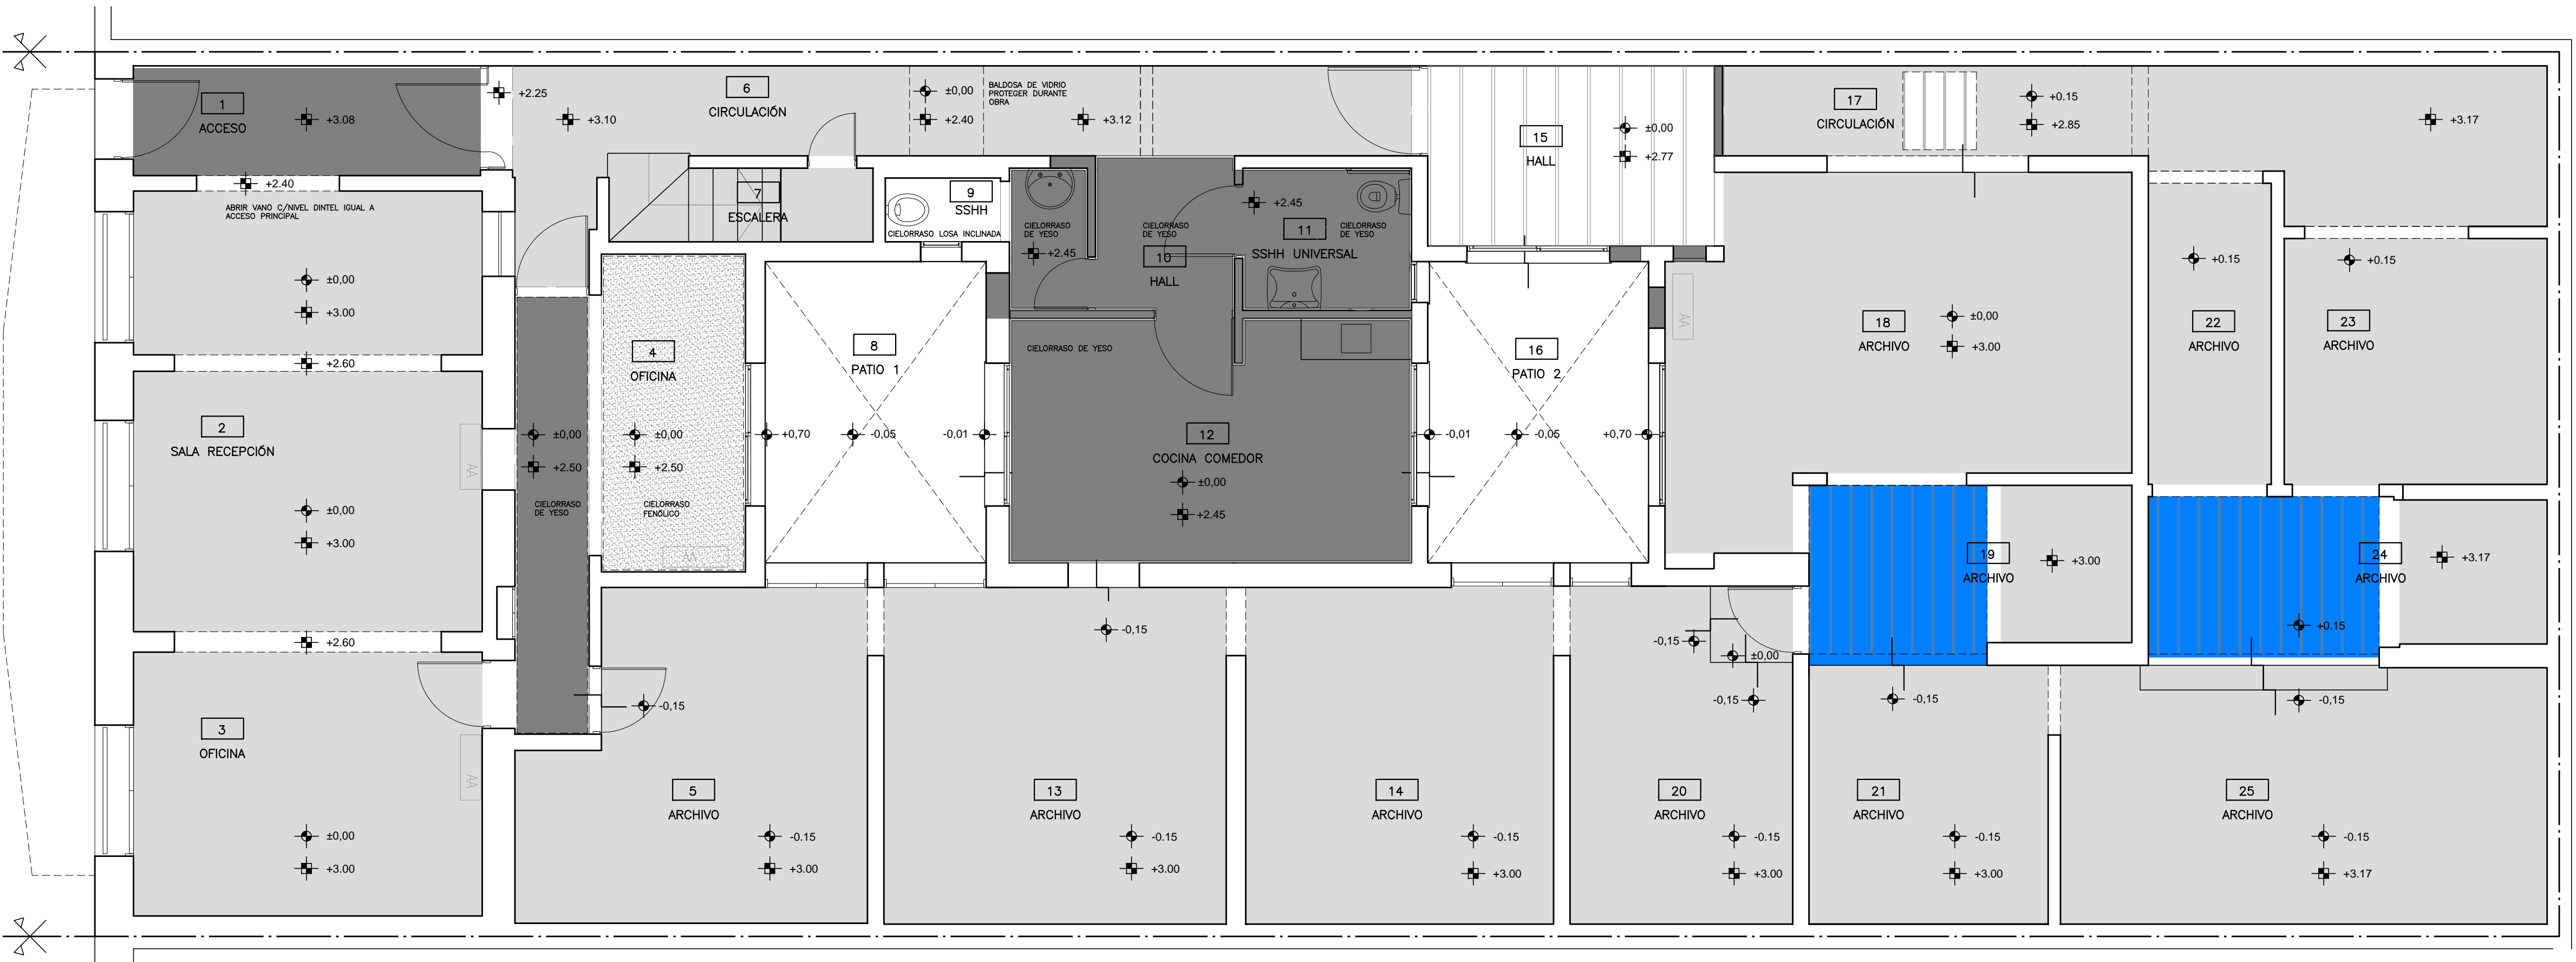 1
ACCESO
+3.08
+2.25
+3.10
6
CIRCULACIÓN
±0,00
+2.40
BALDOSA DE VIDRIO
PROTEGER DURANTE
OBRA
+3.12
15
HALL
±0,00
+2.77
17
CIRCULACIÓN
+0.15
+2.85
+3.17
+2.40
ABRIR VANO C/NIVEL DINTEL IGUAL A
ACCESO PRINCIPAL
±0,00
+3.00
+2.60
2
SALA RECEPCIÓN
AA
±0,00
+3.00
+2.60
3
OFICINA
AA
±0,00
+3.00
±0,00
+2.50
CIELORRASO
DE YESO
4
OFICINA
±0,00
+2.50
CIELORRASO
FENÓLICO
AA
7
ESCALERA
9
SSHH
CIELORRASO LOSA INCLINADA
8
PATIO 1
+0,70
-0,05
-0,01
CIELORRASO
DE YESO
+2.45
CIELORRASO
DE YESO
10
HALL
+2.45
11
SSHH UNIVERSAL
CIELORRASO
DE YESO
CIELORRASO DE YESO
12
COCINA COMEDOR
±0,00
+2.45
16
PATIO 2
-0,01
-0,05
+0,70
AA
18
ARCHIVO
±0,00
+3.00
+0.15
22
ARCHIVO
+0.15
23
ARCHIVO
19
ARCHIVO
+3.00
24
ARCHIVO
+3.17
+0.15
-0,15
5
ARCHIVO
-0.15
+3.00
-0,15
13
ARCHIVO
-0.15
+3.00
14
ARCHIVO
-0.15
+3.00
-0,15
±0,00
-0,15
20
ARCHIVO
-0.15
+3.00
-0,15
21
ARCHIVO
-0.15
+3.00
-0,15
25
ARCHIVO
-0.15
+3.17